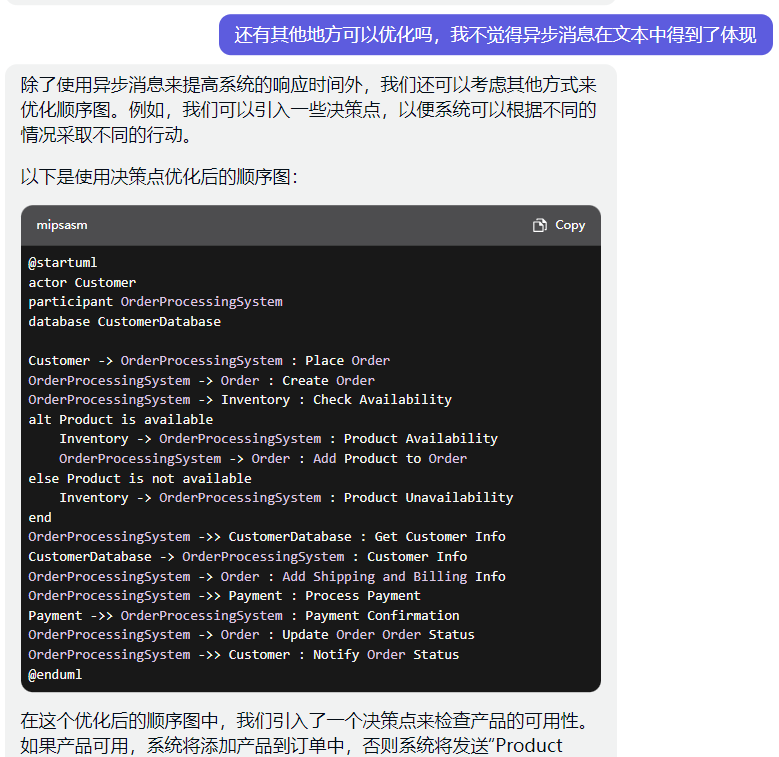 还有其他地方可以优化吗，我不觉得异步消息在文本中得到了体现
除了使用异步消息来提高系统的响应时间外，我们还可以考虑其他方式来
优化顺序图。例如，我们可以引入一些决策点，以便系统可以根据不同的
情况采取不同的行动。
以下是使用决策点优化后的顺序图：
mipsasm Copy
@startuml
actor Customer
participant OrderProcessingSystem
database CustomerDatabase
Customer -> OrderProcessingSystem : Place Order
OrderProcessingSystem -> Order : Create Order
OrderProcessingSystem -> Inventory : Check Availability
alt Product is available
    Inventory -> OrderProcessingSystem : Product Availability
    OrderProcessingSystem -> Order : Add Product to Order
else Product is not available
    Inventory -> OrderProcessingSystem : Product Unavailability
end
OrderProcessingSystem ->> CustomerDatabase : Get Customer Info
CustomerDatabase -> OrderProcessingSystem : Customer Info
OrderProcessingSystem -> Order : Add Shipping and Billing Info
OrderProcessingSystem ->> Payment : Process Payment
Payment ->> OrderProcessingSystem : Payment Confirmation
OrderProcessingSystem -> Order : Update Order Order Status
OrderProcessingSystem ->> Customer : Notify Order Status
@enduml
在这个优化后的顺序图中，我们引入了一个决策点来检查产品的可用性。
如果产品可用，系统将添加产品到订单中，否则系统将发送“Product